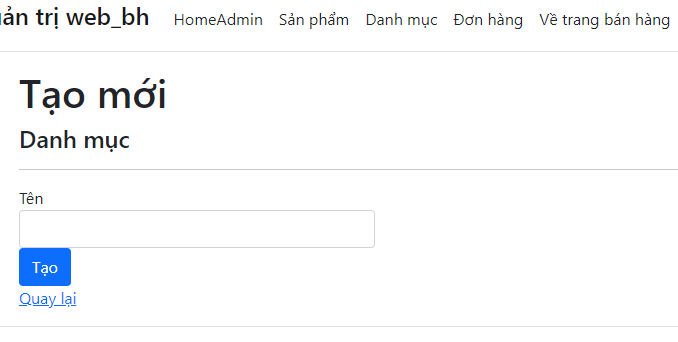 trị web_bh HomeAdmin Sản phẩm Danh mục Đơn hàng Về trang bán hàng
Tạo mới
Danh mục
Tên
Tạo
Quay lại